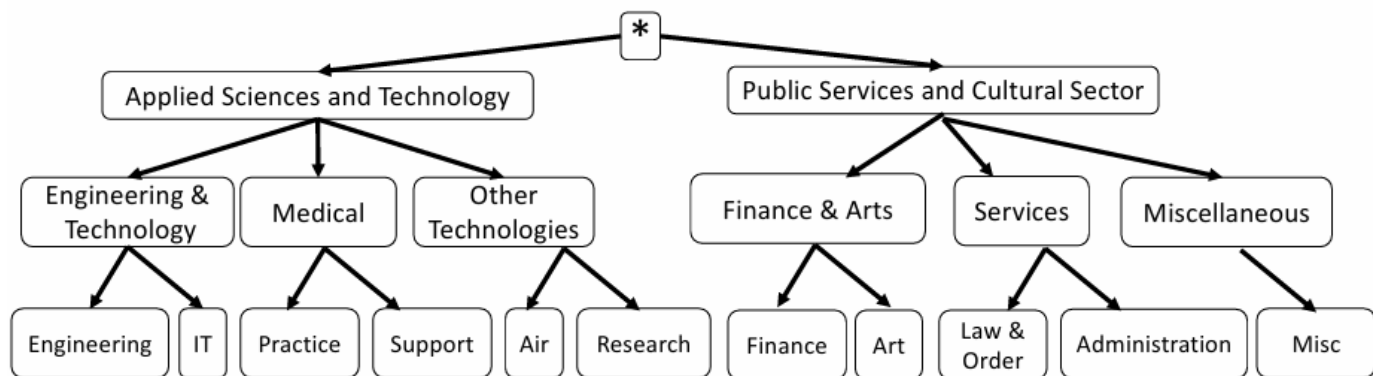 *
Applied Sciences and Technology
Public Services and Cultural Sector
Engineering &
Technology
Medical
Other
Technologies
Finance & Arts
Services
Miscellaneous
Engineering
IT
Practice
Support
Air
Research
Finance
Art
Law &
Order
Administration
Misc